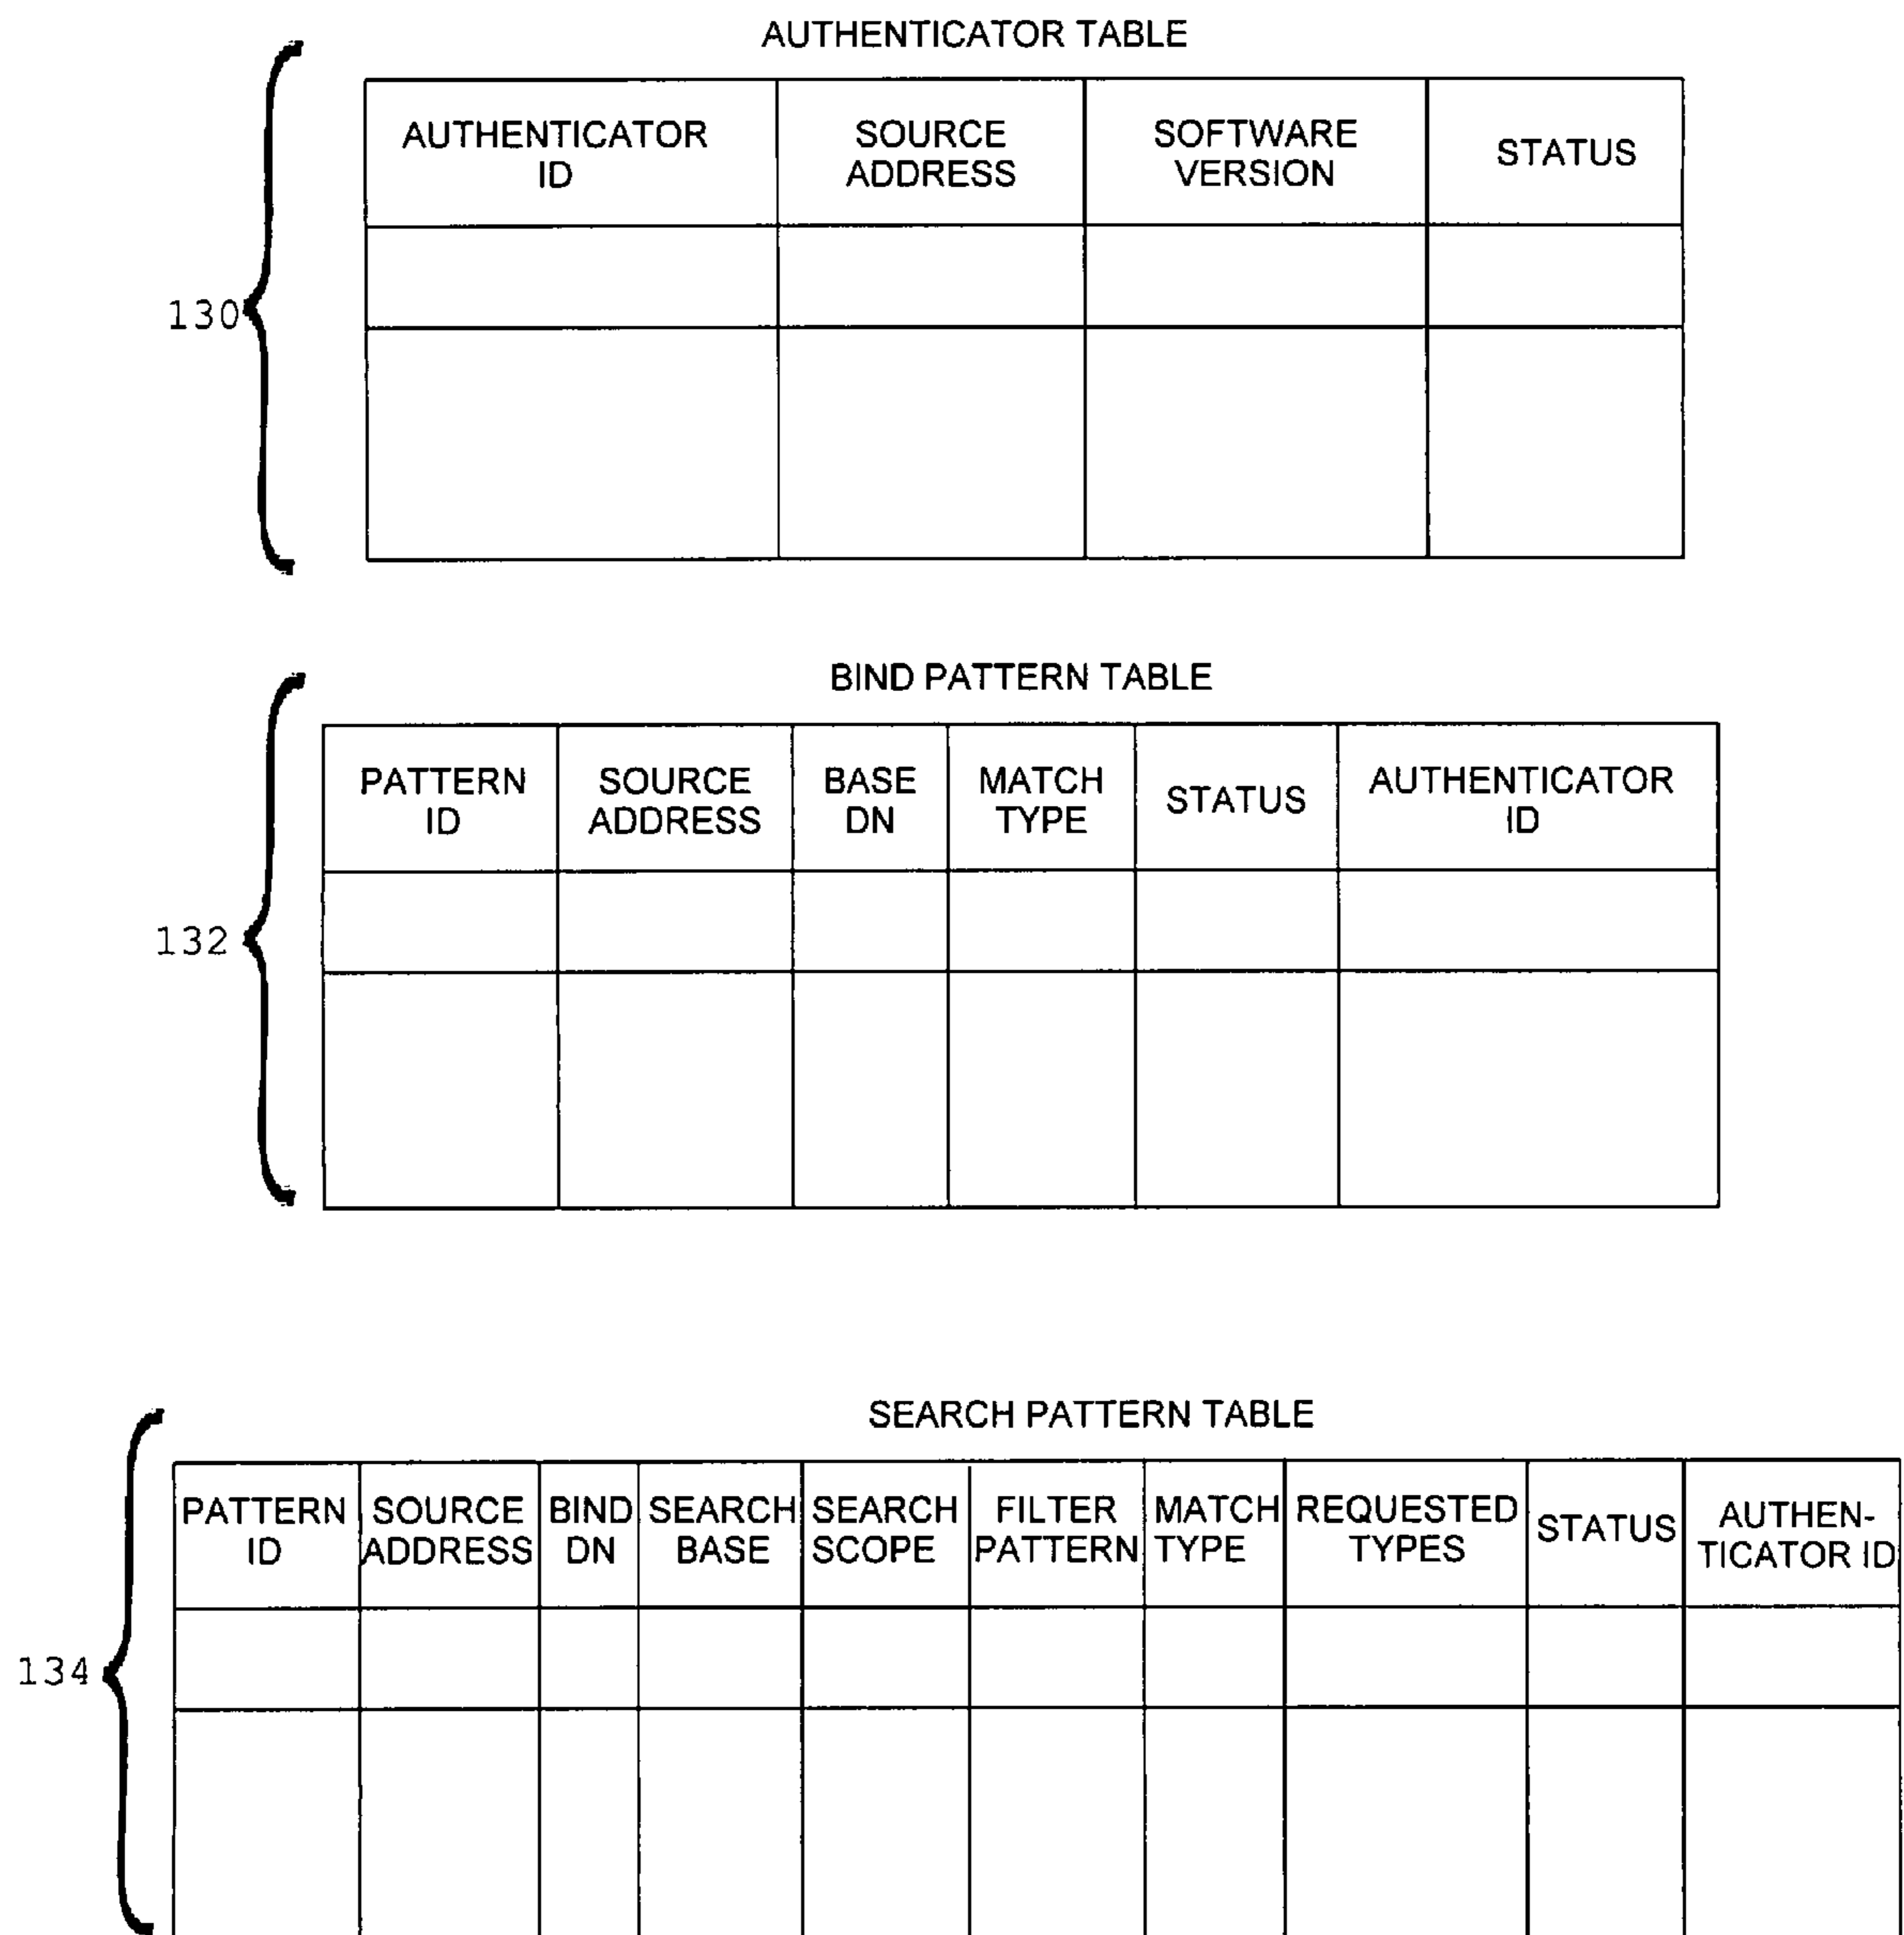 AUTHENTICATOR TABLE
AUTHENTICATOR ID
SOURCE ADDRESS
SOFTWARE VERSION
STATUS
130
BIND PATTERN TABLE
PATTERN ID
SOURCE ADDRESS
BASE DN
MATCH TYPE
STATUS
AUTHENTICATOR ID
132
SEARCH PATTERN TABLE
PATTERN ID
SOURCE ADDRESS
BIND DN
SEARCH BASE
SEARCH SCOPE
FILTER PATTERN
MATCH TYPE
REQUESTED TYPES
STATUS
AUTHEN-
TICATOR ID
134